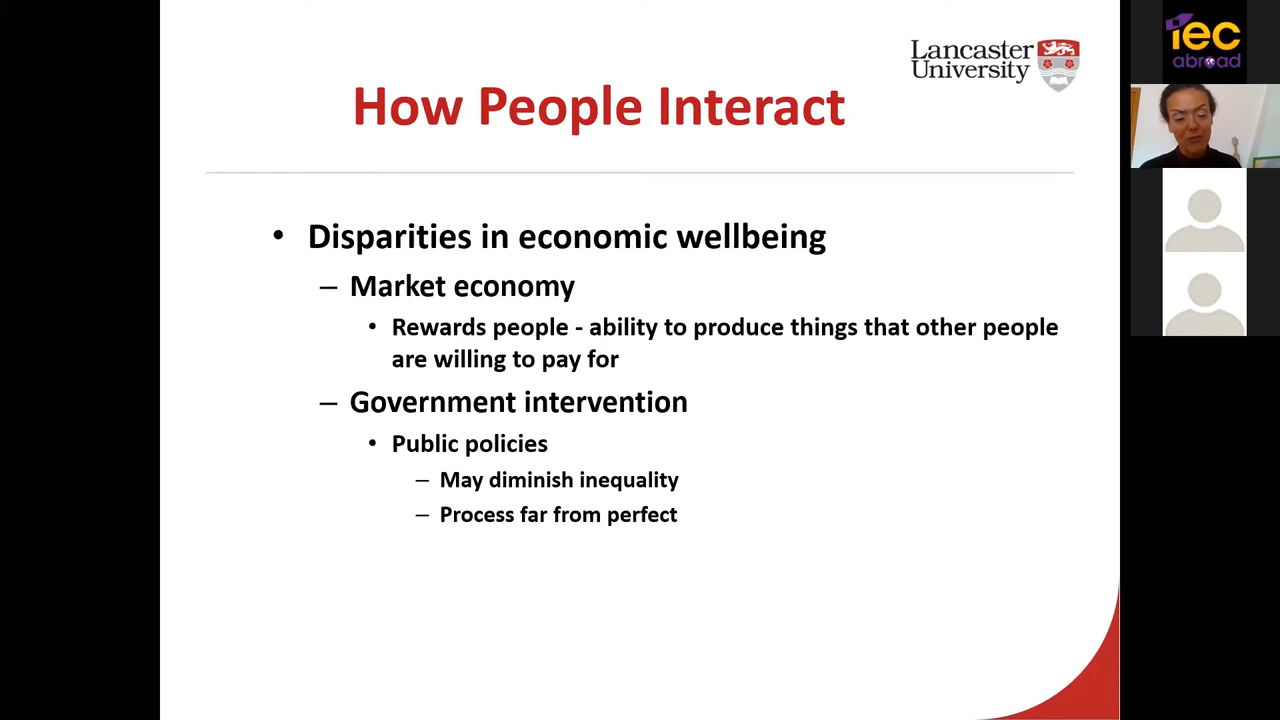 Lancaster
University
How People Interact
• Disparities in economic wellbeing
– Market economy
• Rewards people - ability to produce things that other people
are willing to pay for
– Government intervention
• Public policies
– May diminish inequality
– Process far from perfect
iec
abroad